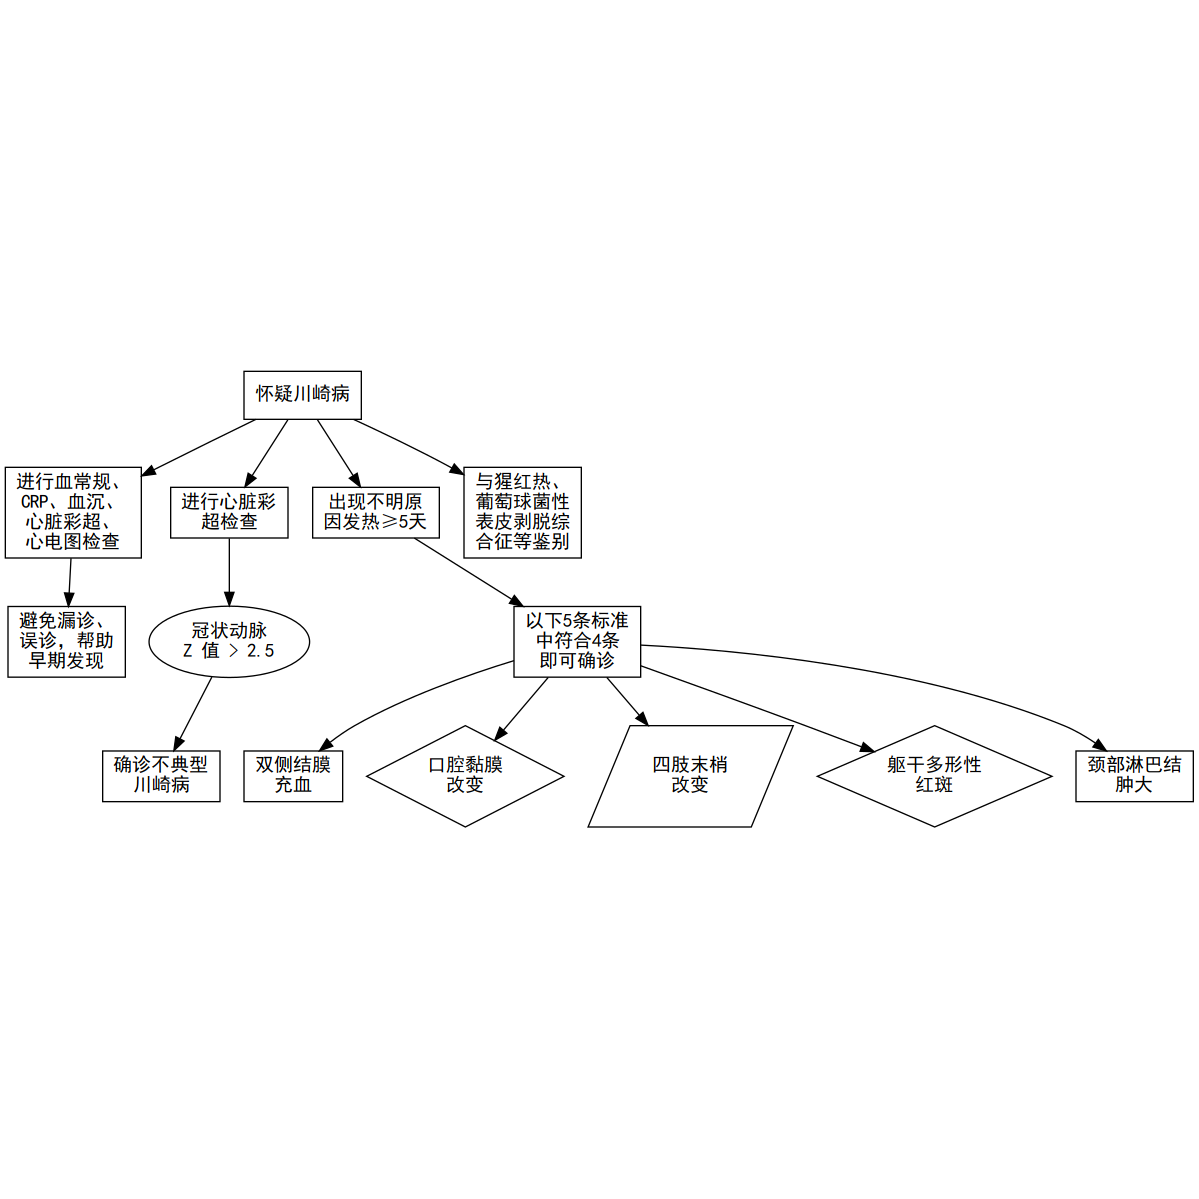 怀疑川崎病
进行血常规、
CRP、血沉、
心脏彩超、
心电图检查
进行心脏彩
超检查
出现不明原
因发热≥5天
与猩红热、
葡萄球菌性
表皮剥脱综
合征等鉴别
避免漏诊、
误诊，帮助
早期发现
冠状动脉
Z 值 > 2.5
以下5条标准
中符合4条
即可确诊
确诊不典型
川崎病
双侧结膜
充血
口腔黏膜
改变
四肢末梢
改变
躯干多形性
红斑
颈部淋巴结
肿大